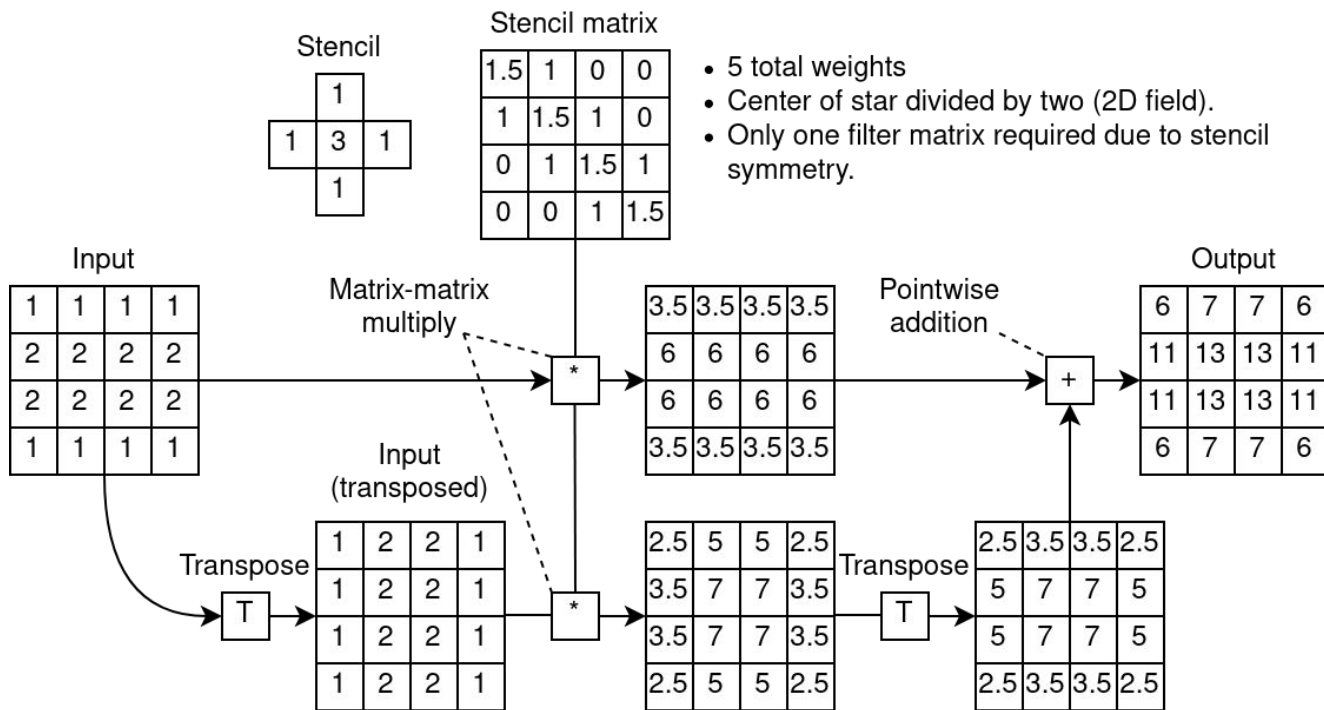 Stencil
1
1 3 1
1
Stencil matrix
1.5 1 0 0
1 1.5 1 0
0 1 1.5 1
0 0 1 1.5
• 5 total weights
• Center of star divided by two (2D field).
• Only one filter matrix required due to stencil
symmetry.
Input
1 1 1 1
2 2 2 2
2 2 2 2
1 1 1 1
Matrix-matrix
multiply
*
3.5 3.5 3.5 3.5
6 6 6 6
6 6 6 6
3.5 3.5 3.5 3.5
Pointwise
addition
+
Output
6 7 7 6
11 13 13 11
11 13 13 11
6 7 7 6
Transpose
T
Input
(transposed)
1 2 2 1
1 2 2 1
1 2 2 1
1 2 2 1
*
2.5 5 5 2.5
3.5 7 7 3.5
3.5 7 7 3.5
2.5 5 5 2.5
Transpose
T
2.5 3.5 3.5 2.5
5 7 7 5
5 7 7 5
2.5 3.5 3.5 2.5